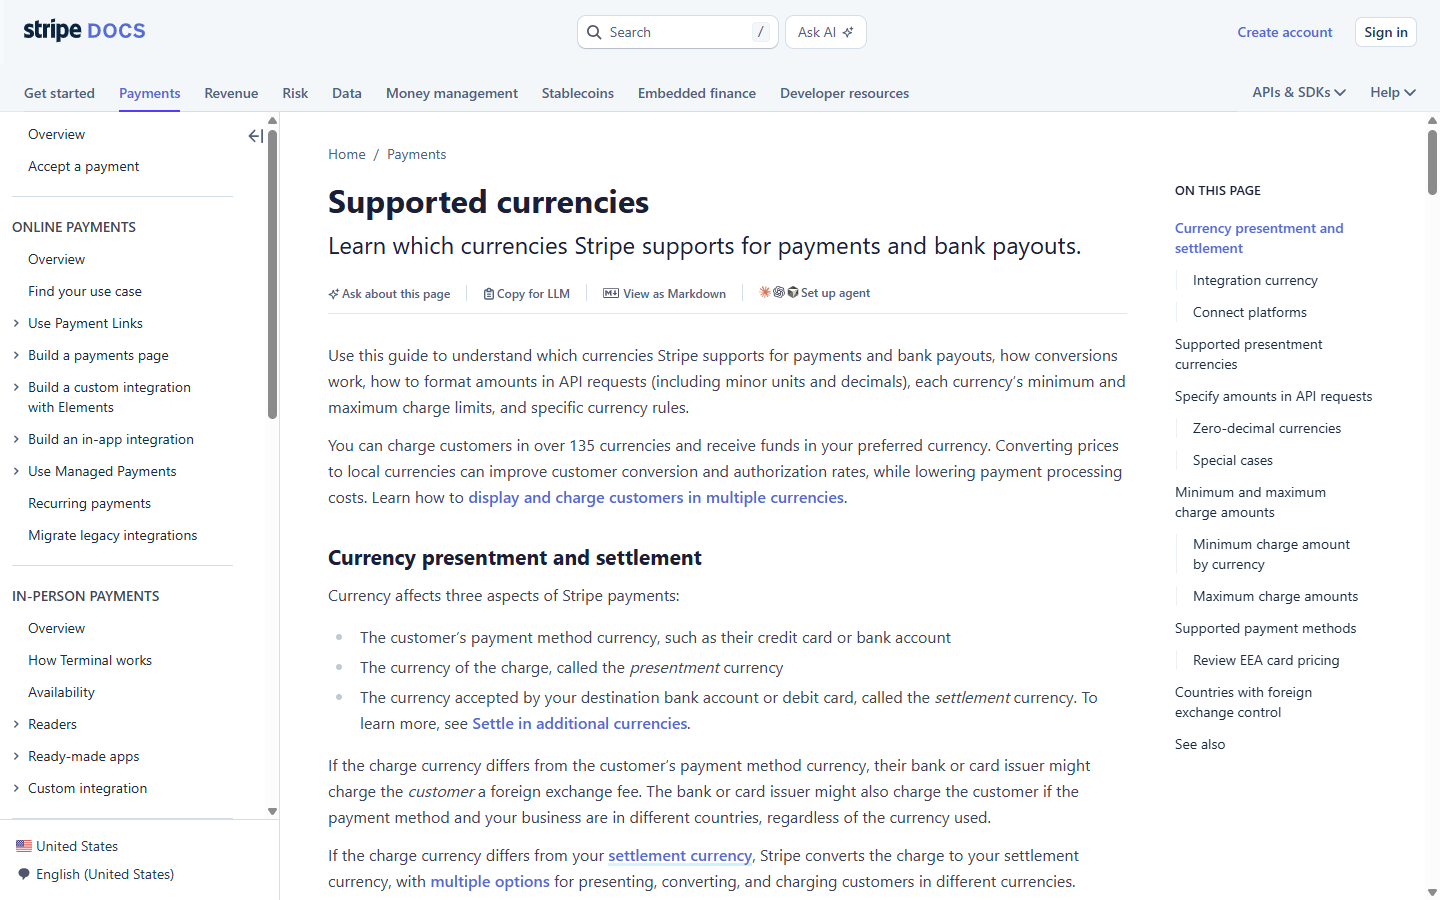 stripe DOCS
Search /
Ask AI
Create account
Sign in
Get started
Payments
Revenue
Risk
Data
Money management
Stablecoins
Embedded finance
Developer resources
APIs & SDKs
Help
Overview
Accept a payment
ONLINE PAYMENTS
Overview
Find your use case
Use Payment Links
Build a payments page
Build a custom integration
with Elements
Build an in-app integration
Use Managed Payments
Recurring payments
Migrate legacy integrations
IN-PERSON PAYMENTS
Overview
How Terminal works
Availability
Readers
Ready-made apps
Custom integration
United States
English (United States)
Home / Payments
Supported currencies
Learn which currencies Stripe supports for payments and bank payouts.
Ask about this page
Copy for LLM
View as Markdown
Set up agent
Use this guide to understand which currencies Stripe supports for payments and bank payouts, how conversions
work, how to format amounts in API requests (including minor units and decimals), each currency’s minimum and
maximum charge limits, and specific currency rules.
You can charge customers in over 135 currencies and receive funds in your preferred currency. Converting prices
to local currencies can improve customer conversion and authorization rates, while lowering payment processing
costs. Learn how to display and charge customers in multiple currencies.
Currency presentment and settlement
Currency affects three aspects of Stripe payments:
The customer’s payment method currency, such as their credit card or bank account
The currency of the charge, called the presentment currency
The currency accepted by your destination bank account or debit card, called the settlement currency. To
learn more, see Settle in additional currencies.
If the charge currency differs from the customer’s payment method currency, their bank or card issuer might
charge the customer a foreign exchange fee. The bank or card issuer might also charge the customer if the
payment method and your business are in different countries, regardless of the currency used.
If the charge currency differs from your settlement currency, Stripe converts the charge to your settlement
currency, with multiple options for presenting, converting, and charging customers in different currencies.
ON THIS PAGE
Currency presentment and
settlement
Integration currency
Connect platforms
Supported presentment
currencies
Specify amounts in API requests
Zero-decimal currencies
Special cases
Minimum and maximum
charge amounts
Minimum charge amount
by currency
Maximum charge amounts
Supported payment methods
Review EEA card pricing
Countries with foreign
exchange control
See also